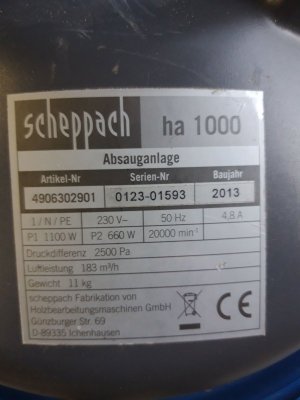 scheppach ha 1000
Absauganlage
Artikel-Nr Serien-Nr Baujahr
4906302901 0123-01593 2013
1 / N / PE 230 V~ 50 Hz 4,8 A
P1 1100 W P2 660 W 20000 min⁻¹
Druckdifferenz 2500 Pa
Luftleistung 183 m³/h
Gewicht 11 kg
scheppach Fabrikation von
Holzbearbeitungsmaschinen GmbH
Günzburger Str. 69
D-89335 Ichenhausen
CE